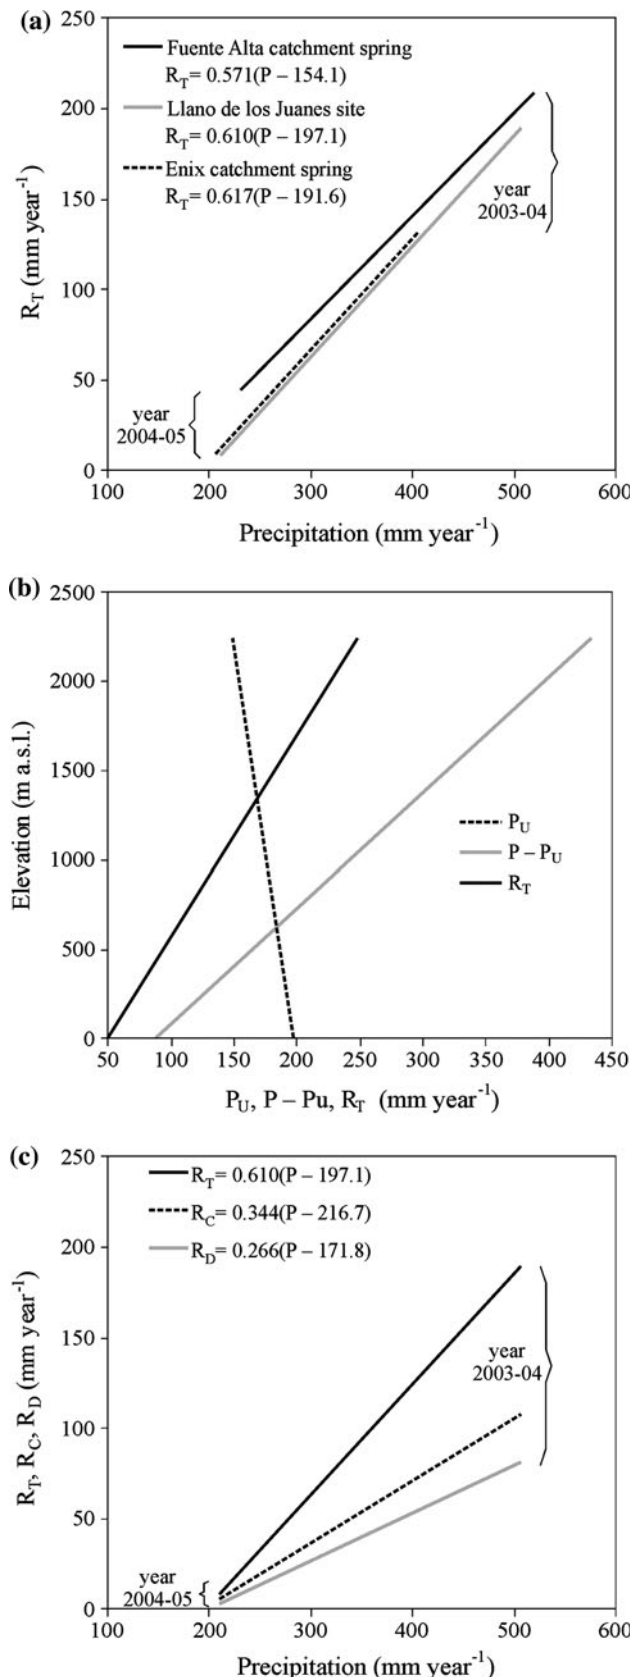 (a)
250
200
150
100
50
0
R_T (mm year⁻¹)
Fuente Alta catchment spring
R_T= 0.571(P – 154.1)
Llano de los Juanes site
R_T= 0.610(P – 197.1)
Enix catchment spring
R_T= 0.617(P – 191.6)
year
2003-04
year
2004-05
100 200 300 400 500 600
Precipitation (mm year⁻¹)
(b)
2500
2000
1500
1000
500
0
Elevation (m a.s.l.)
P_U
P – P_U
R_T
50 100 150 200 250 300 350 400 450
P_U, P – Pu, R_T (mm year⁻¹)
(c)
250
200
150
100
50
0
R_T, R_C, R_D (mm year⁻¹)
R_T= 0.610(P – 197.1)
R_C= 0.344(P – 216.7)
R_D= 0.266(P – 171.8)
year
2003-04
year
2004-05
100 200 300 400 500 600
Precipitation (mm year⁻¹)